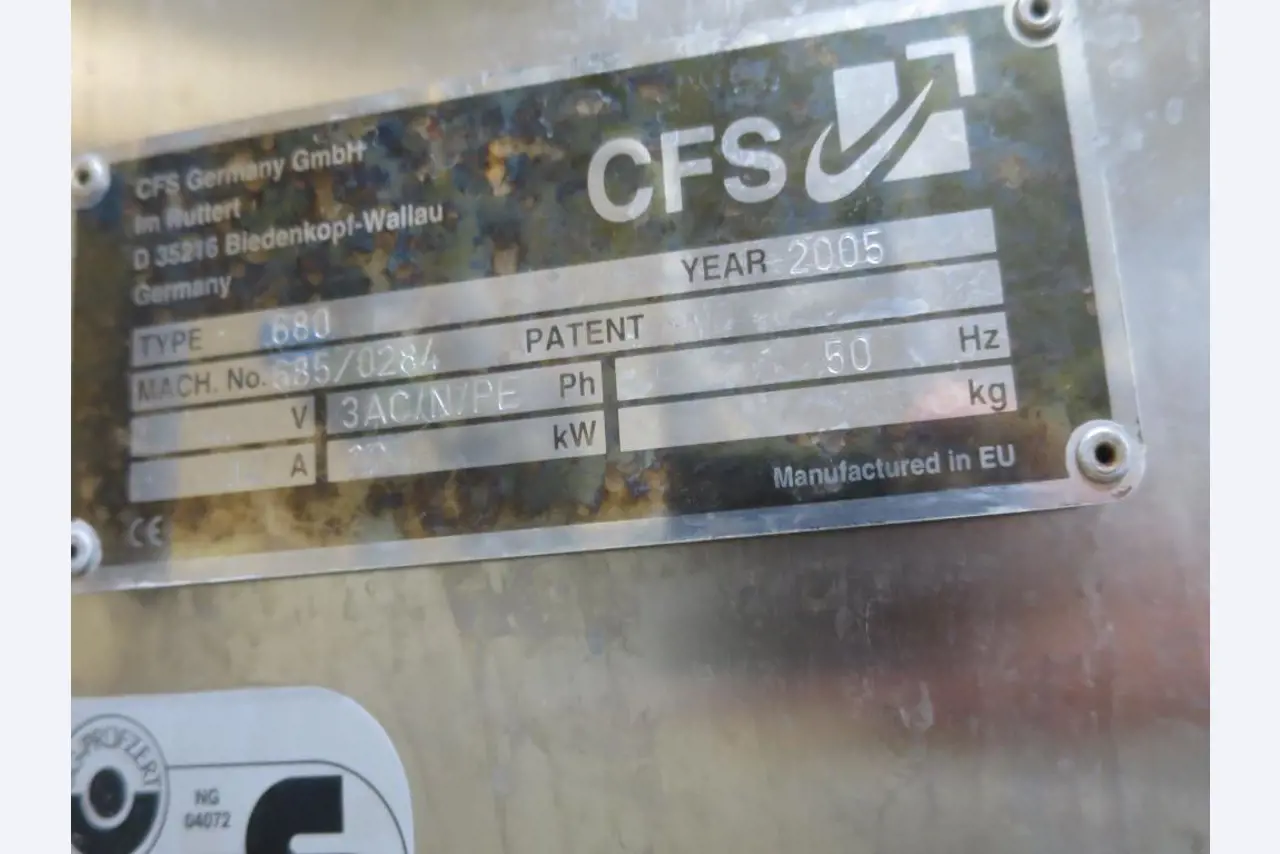 CFS Germany GmbH
Im Ruttert
D 35216 Biedenkopf-Wallau
Germany
CFS
YEAR 2005
TYPE 680
PATENT
MACH. No. 685/0284
V 3AC/N/PE Ph 50 Hz
A kW kg
CE
Manufactured in EU
NG
04072